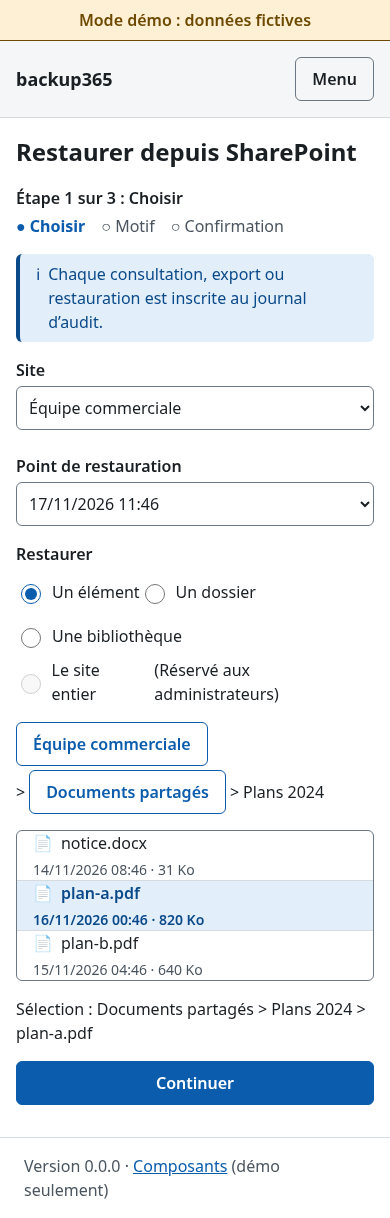 Mode démo : données fictives
backup365
Menu
Restaurer depuis SharePoint
Étape 1 sur 3 : Choisir
● Choisir ○ Motif ○ Confirmation
i Chaque consultation, export ou
restauration est inscrite au journal
d’audit.
Site
Équipe commerciale
Point de restauration
17/11/2026 11:46
Restaurer
Un élément Un dossier
Une bibliothèque
Le site entier (Réservé aux administrateurs)
Équipe commerciale
> Documents partagés > Plans 2024
📄 notice.docx
14/11/2026 08:46 · 31 Ko
📄 plan-a.pdf
16/11/2026 00:46 · 820 Ko
📄 plan-b.pdf
15/11/2026 04:46 · 640 Ko
Sélection : Documents partagés > Plans 2024 >
plan-a.pdf
Continuer
Version 0.0.0 · Composants (démo
seulement)